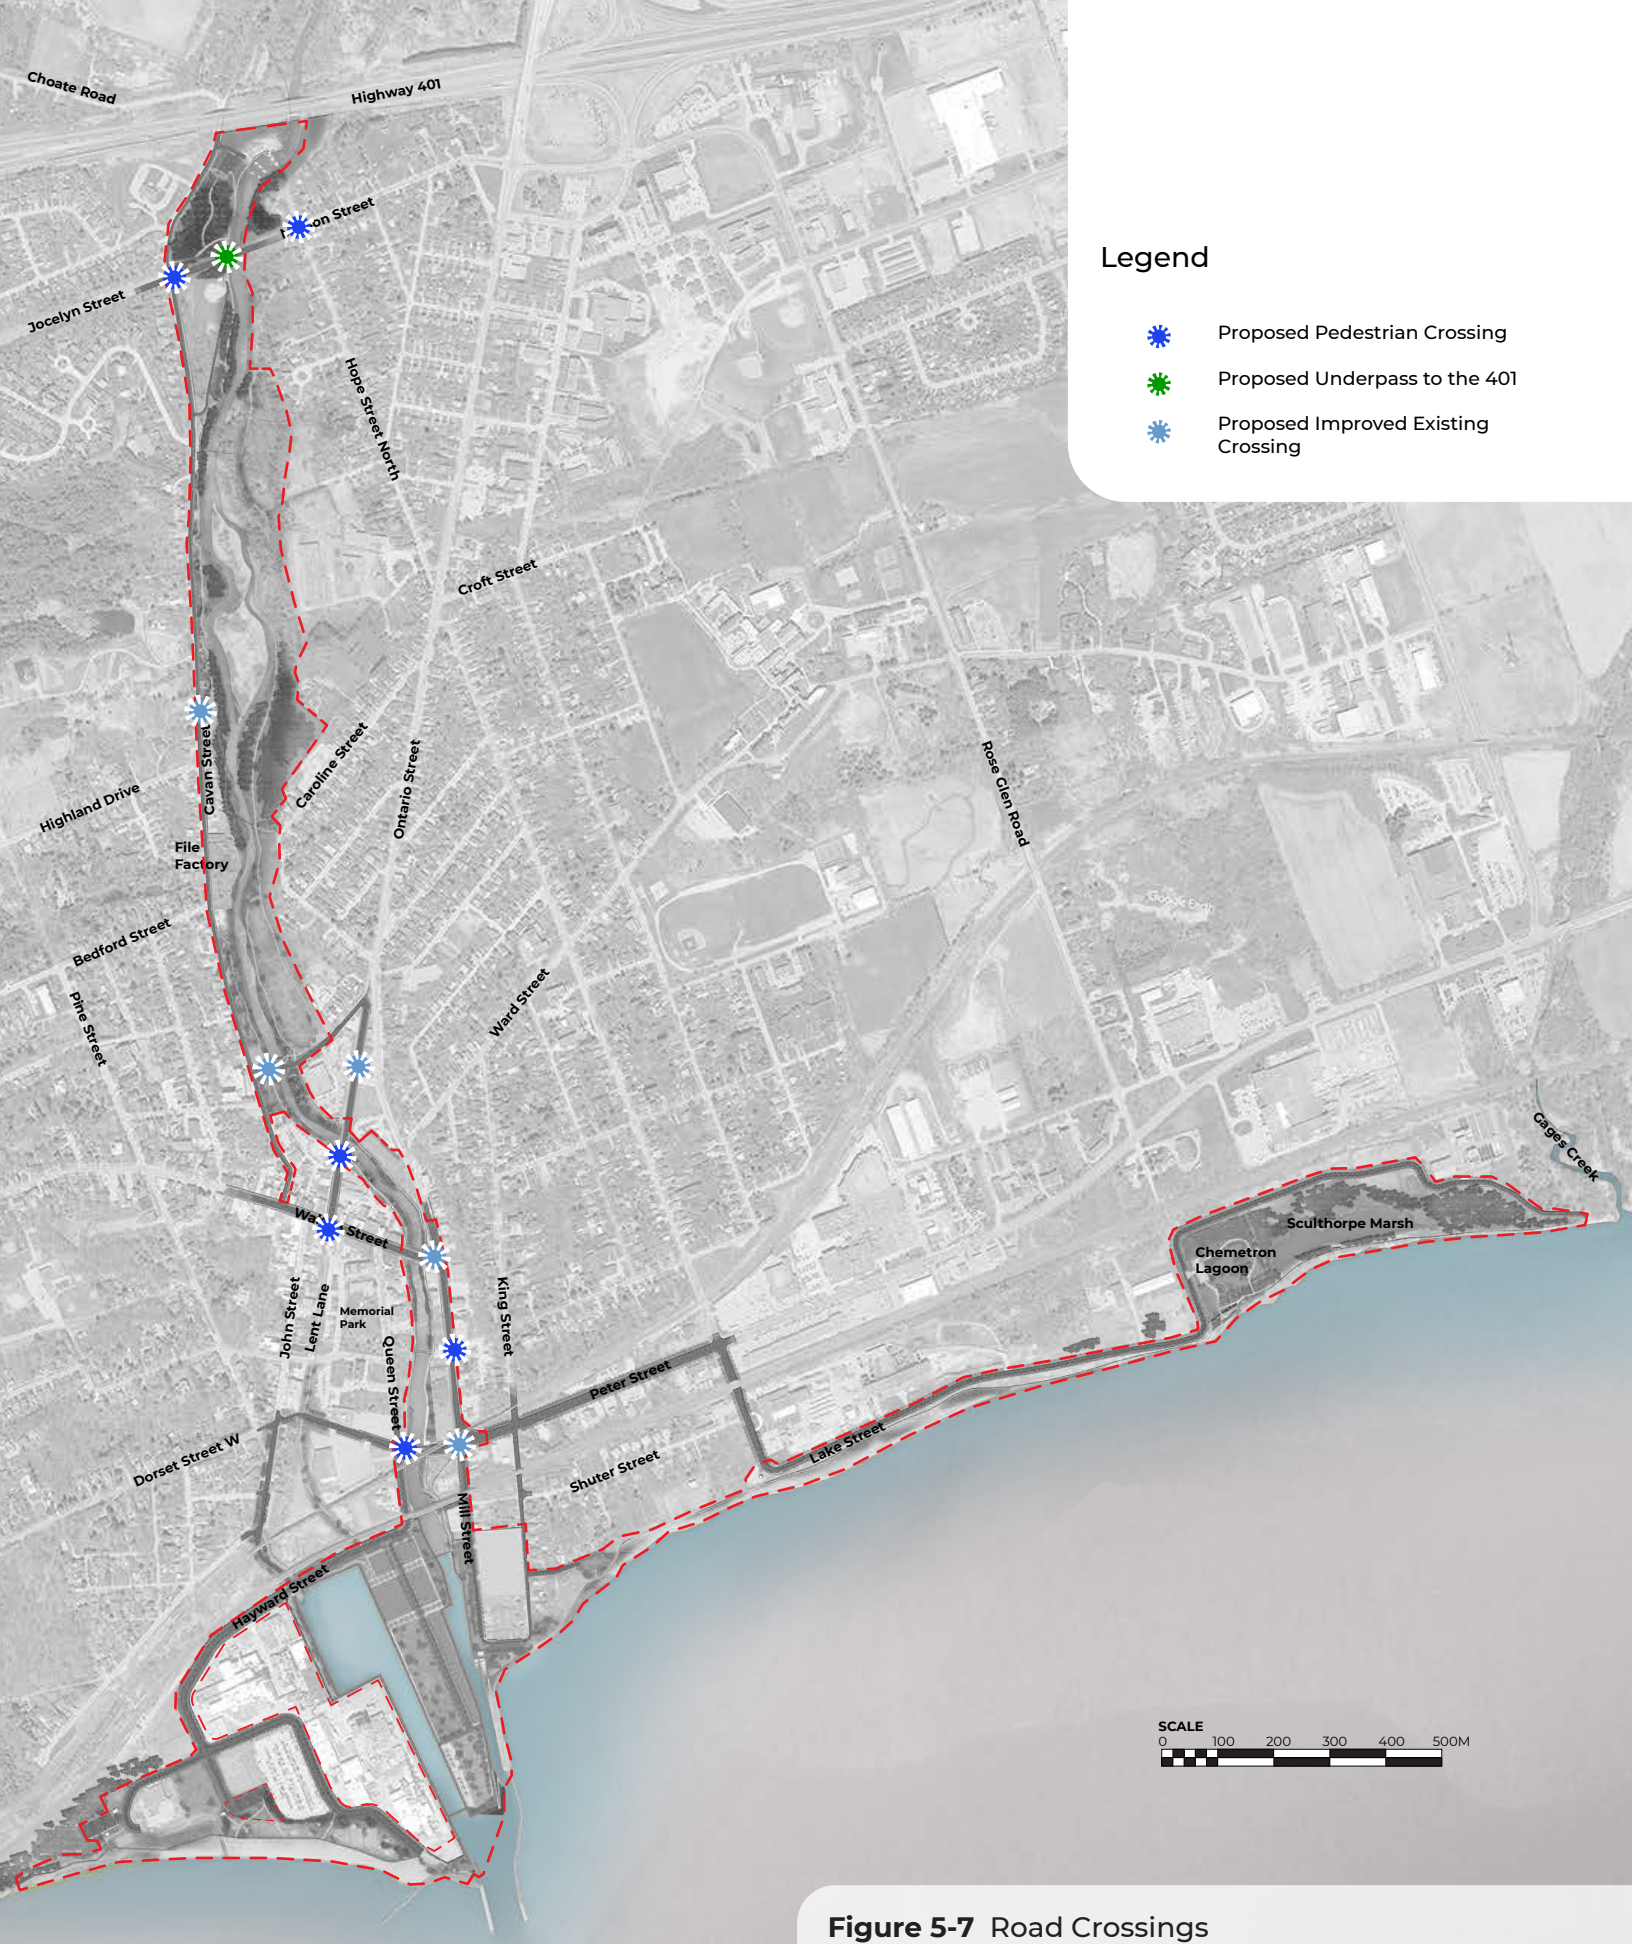 Choate Road
Highway 401
on Street
Jocelyn Street
Hope Street North
Croft Street
Legend
Proposed Pedestrian Crossing
Proposed Underpass to the 401
Proposed Improved Existing
Crossing
Cavan Street
Caroline Street
Ontario Street
Rose Glen Road
Highland Drive
File
Factory
Bedford Street
Pine Street
Ward Street
Google Earth
Gages Creek
Sculthorpe Marsh
Chemetron
Lagoon
Street
John Street
Lent Lane
Memorial
Park
Queen Street
King Street
Peter Street
Lake Street
Dorset Street W
Shuter Street
Mill Street
Hayward Street
SCALE
0 100 200 300 400 500M
Figure 5-7 Road Crossings